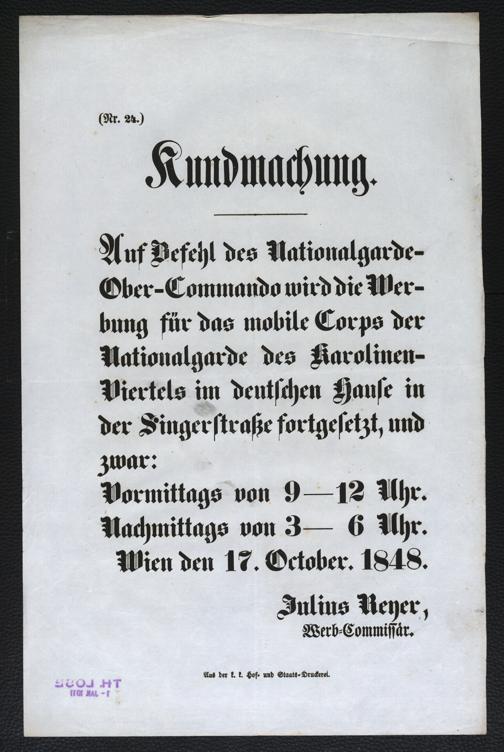 (Nr. 24.)
Kundmachung.
Auf Befehl des Nationalgarde-
Ober-Commando wird die Wer-
bung für das mobile Corps der
Nationalgarde des Karolinen-
Viertels im deutschen Hause in
der Singerstraße fortgesetzt, und
zwar:
Vormittags von 9—12 Uhr.
Nachmittags von 3— 6 Uhr.
Wien den 17. October. 1848.
Julius Reyer,
Werb-Commissär.
Aus der k. k. Hof- und Staats-Druckerei.